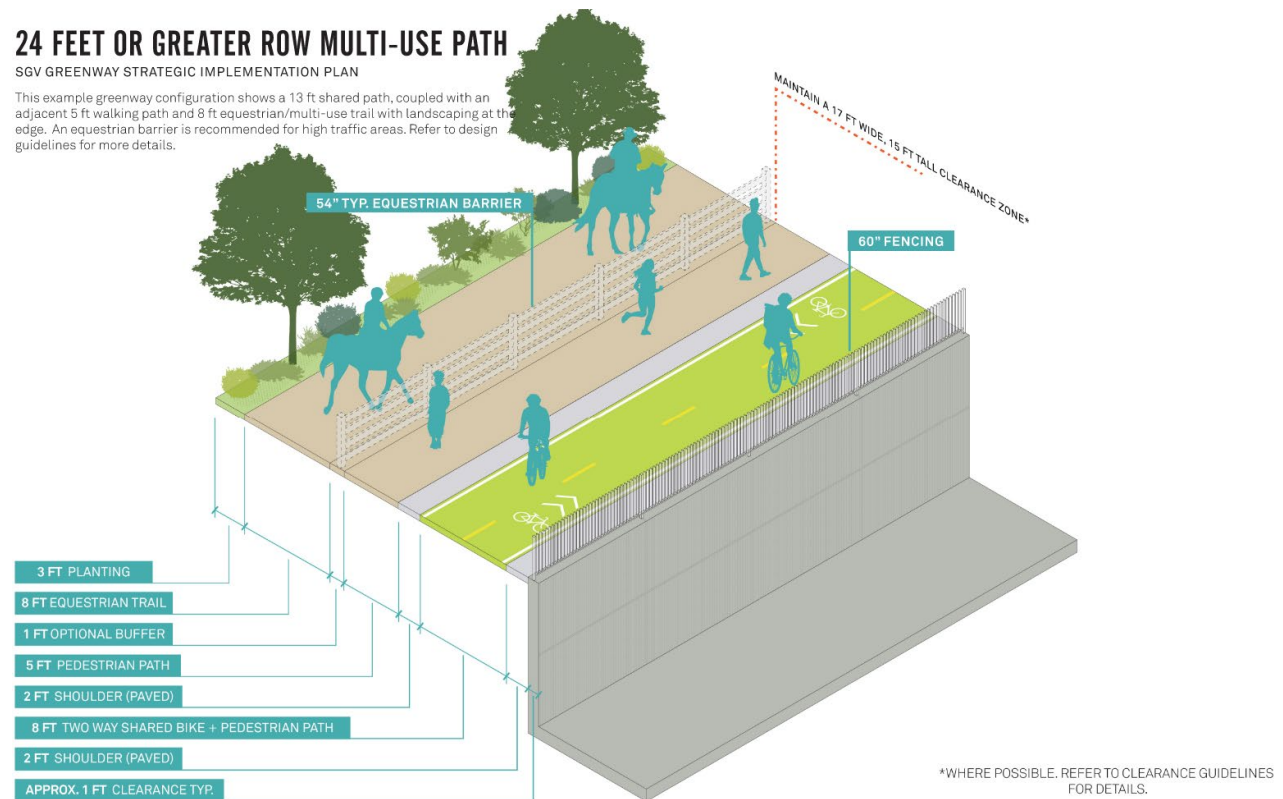 24 FEET OR GREATER ROW MULTI-USE PATH
SGV GREENWAY STRATEGIC IMPLEMENTATION PLAN
This example greenway configuration shows a 13 ft shared path, coupled with an
adjacent 5 ft walking path and 8 ft equestrian/multi-use trail with landscaping at the
edge. An equestrian barrier is recommended for high traffic areas. Refer to design
guidelines for more details.
MAINTAIN A 17 FT WIDE, 15 FT TALL CLEARANCE ZONE*
54" TYP. EQUESTRIAN BARRIER
60" FENCING
3 FT PLANTING
8 FT EQUESTRIAN TRAIL
1 FT OPTIONAL BUFFER
5 FT PEDESTRIAN PATH
2 FT SHOULDER (PAVED)
8 FT TWO WAY SHARED BIKE + PEDESTRIAN PATH
2 FT SHOULDER (PAVED)
APPROX. 1 FT CLEARANCE TYP.
*WHERE POSSIBLE. REFER TO CLEARANCE GUIDELINES
FOR DETAILS.